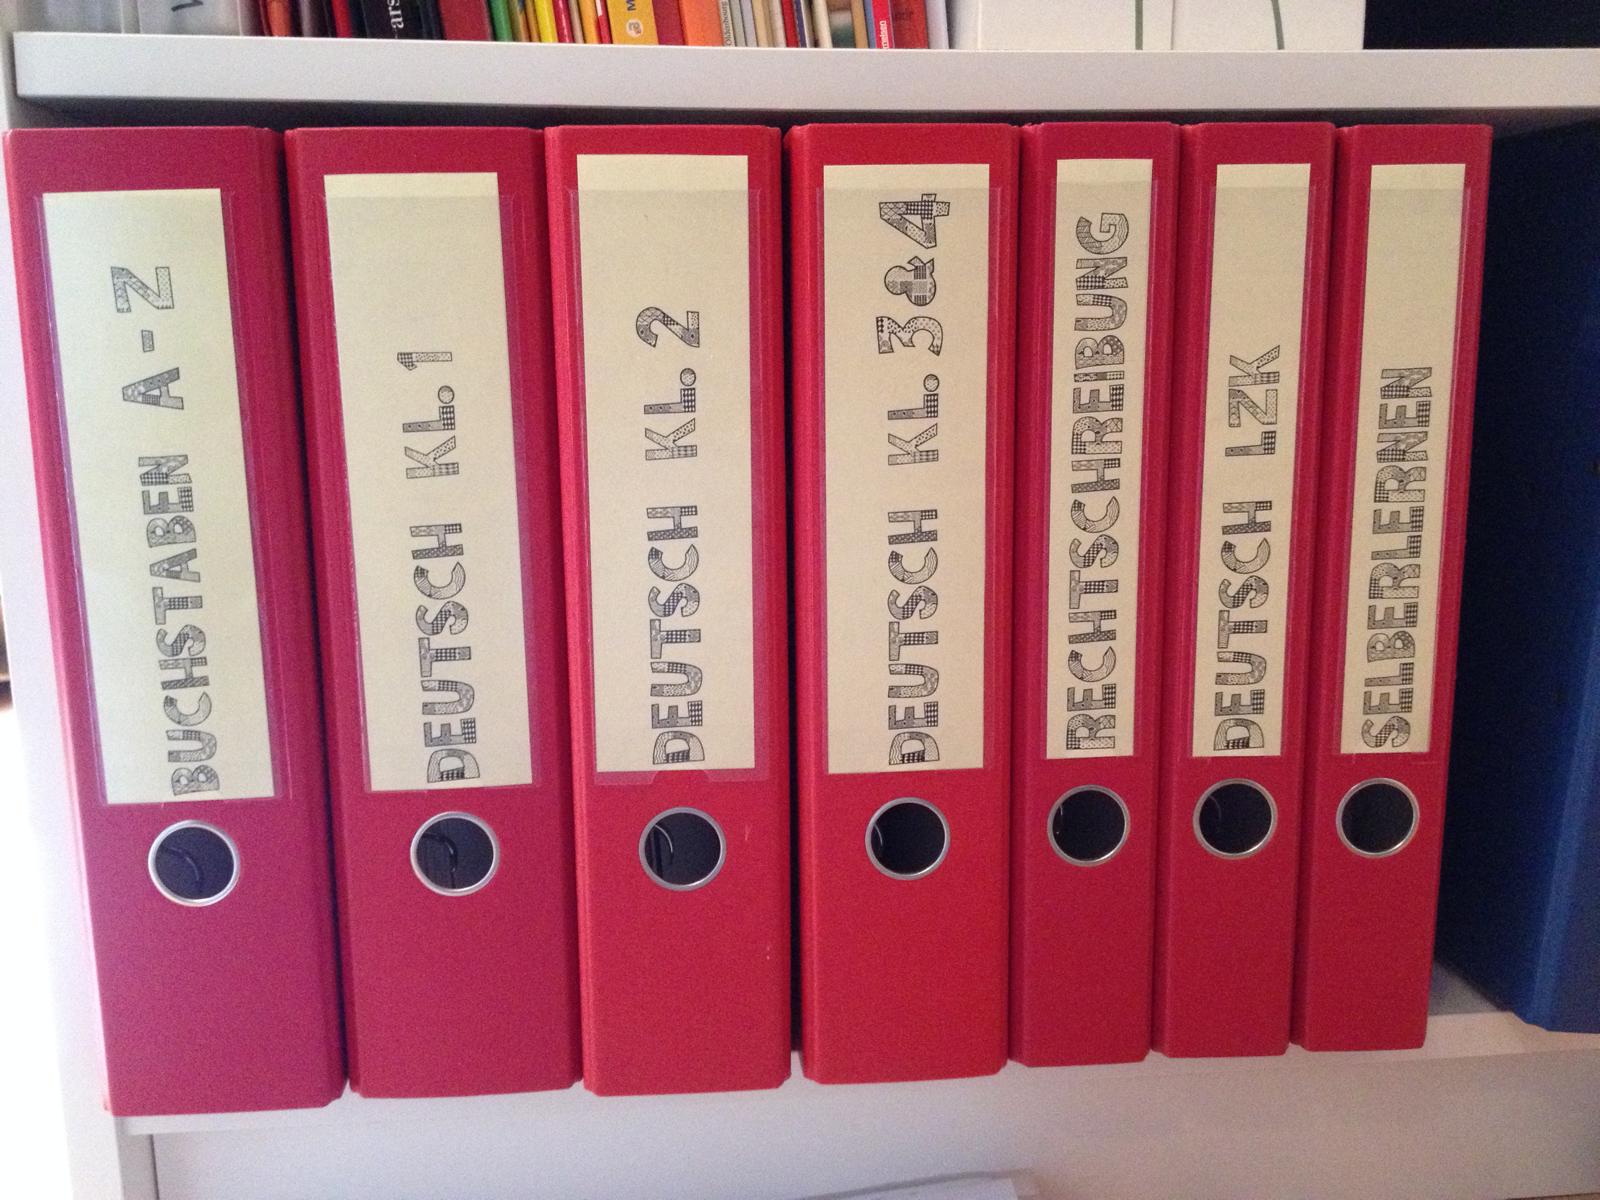 BUCHSTABEN A-Z
DEUTSCH KL.1
DEUTSCH KL. 2
DEUTSCH KL. 3&4
RECHTSCHREIBUNG
DEUTSCH LZK
SELBERLERNEN